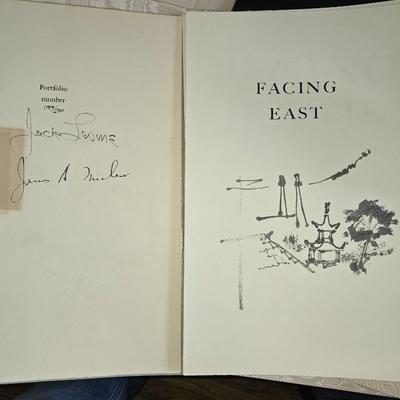 Portfolio
number
Jack Levine
James A. Michener
FACING
EAST